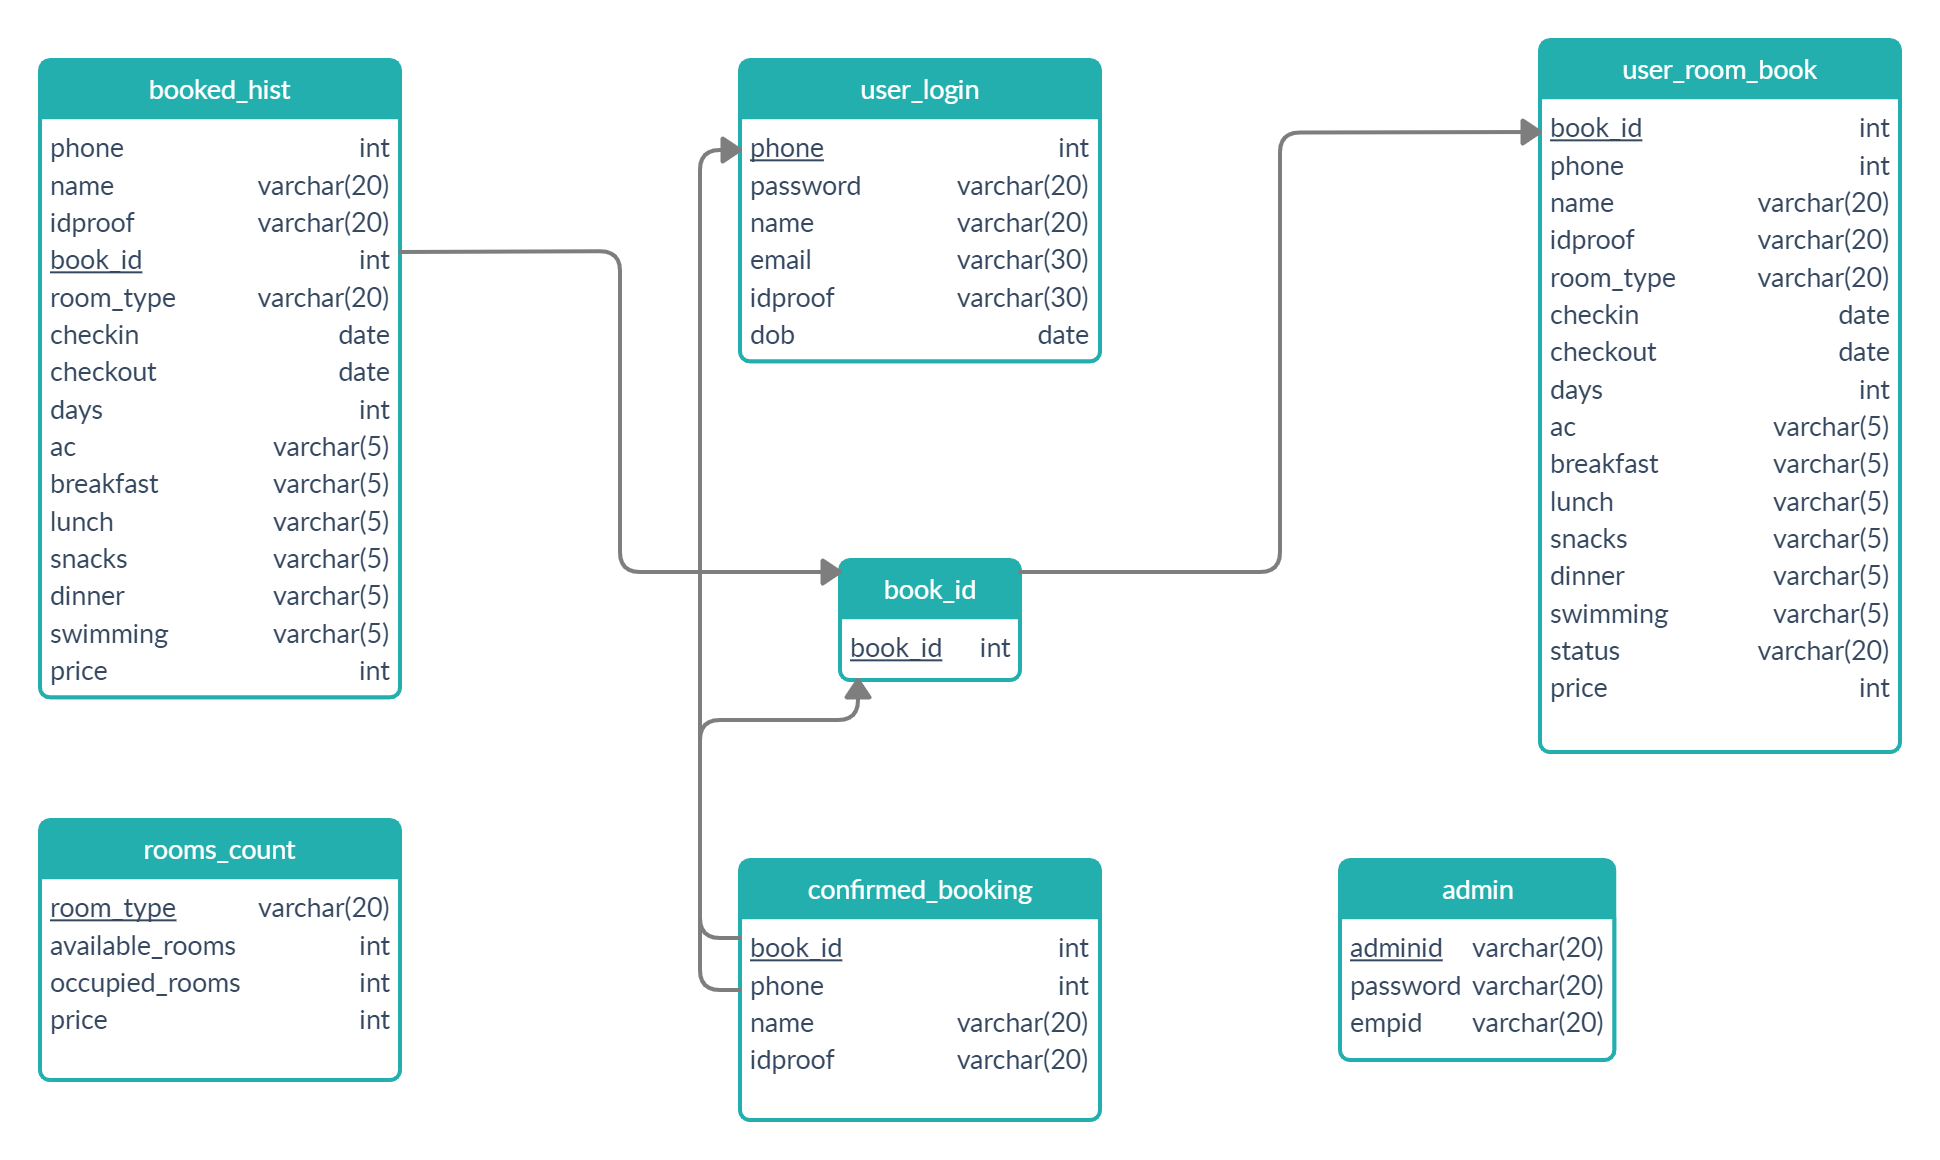 booked_hist
phone int
name varchar(20)
idproof varchar(20)
book_id int
room_type varchar(20)
checkin date
checkout date
days int
ac varchar(5)
breakfast varchar(5)
lunch varchar(5)
snacks varchar(5)
dinner varchar(5)
swimming varchar(5)
price int
user_login
phone int
password varchar(20)
name varchar(20)
email varchar(30)
idproof varchar(30)
dob date
user_room_book
book_id int
phone int
name varchar(20)
idproof varchar(20)
room_type varchar(20)
checkin date
checkout date
days int
ac varchar(5)
breakfast varchar(5)
lunch varchar(5)
snacks varchar(5)
dinner varchar(5)
swimming varchar(5)
status varchar(20)
price int
book_id
book_id int
rooms_count
room_type varchar(20)
available_rooms int
occupied_rooms int
price int
confirmed_booking
book_id int
phone int
name varchar(20)
idproof varchar(20)
admin
adminid varchar(20)
password varchar(20)
empid varchar(20)